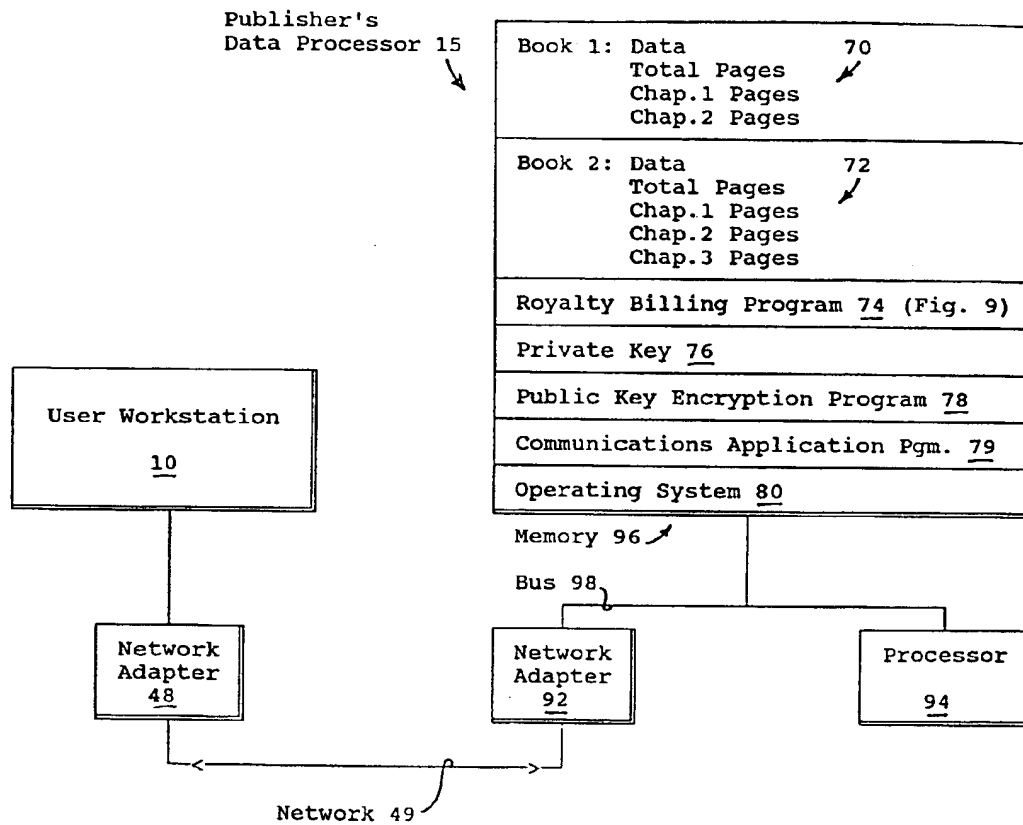 Publisher's
Data Processor 15
Book 1: Data 70
Total Pages
Chap.1 Pages
Chap.2 Pages
Book 2: Data 72
Total Pages
Chap.1 Pages
Chap.2 Pages
Chap.3 Pages
Royalty Billing Program 74 (Fig. 9)
Private Key 76
Public Key Encryption Program 78
Communications Application Pgm. 79
Operating System 80
Memory 96
Bus 98
User Workstation
10
Network
Adapter
48
Network
Adapter
92
Processor
94
Network 49